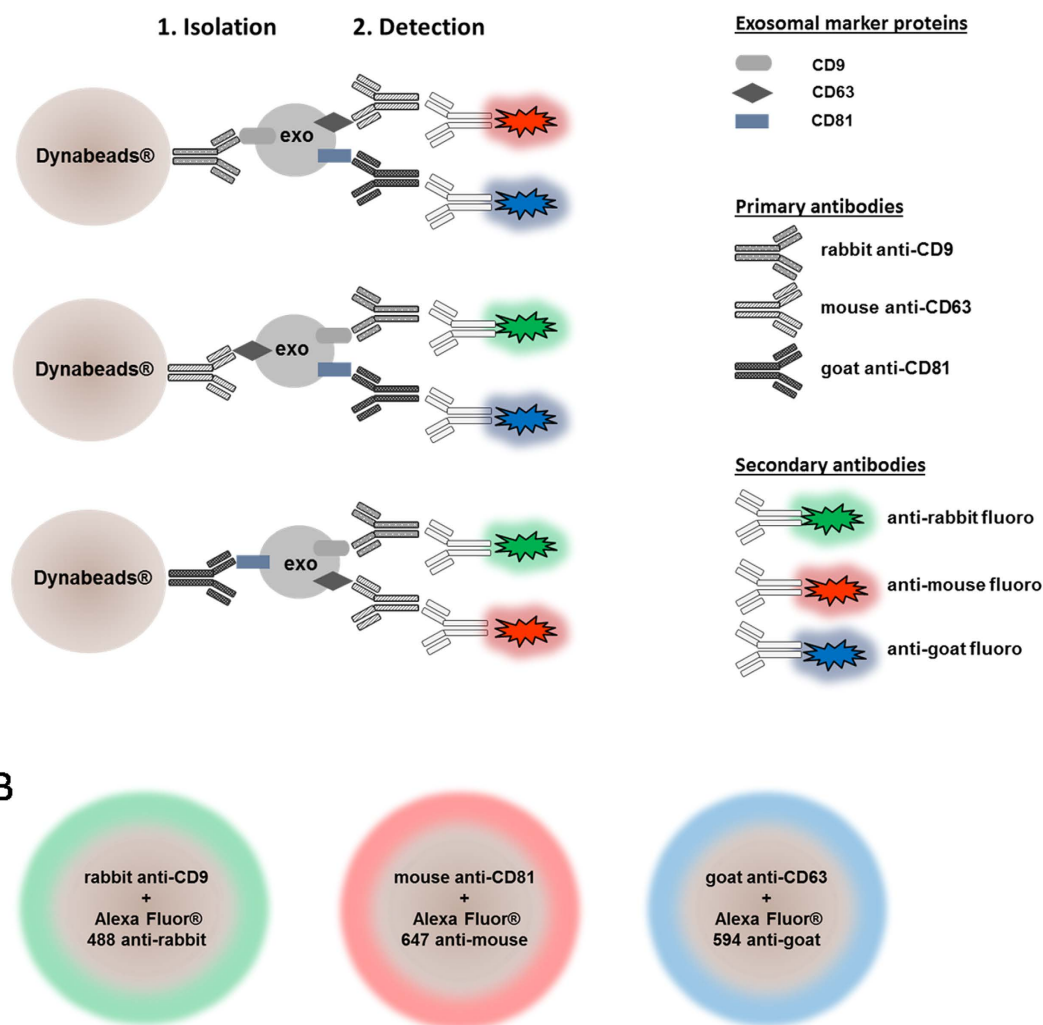 1. Isolation
2. Detection
Dynabeads®
exo
Dynabeads®
exo
Dynabeads®
exo
Exosomal marker proteins
CD9
CD63
CD81
Primary antibodies
rabbit anti-CD9
mouse anti-CD63
goat anti-CD81
Secondary antibodies
anti-rabbit fluoro
anti-mouse fluoro
anti-goat fluoro
B
rabbit anti-CD9
+
Alexa Fluor®
488 anti-rabbit
mouse anti-CD81
+
Alexa Fluor®
647 anti-mouse
goat anti-CD63
+
Alexa Fluor®
594 anti-goat